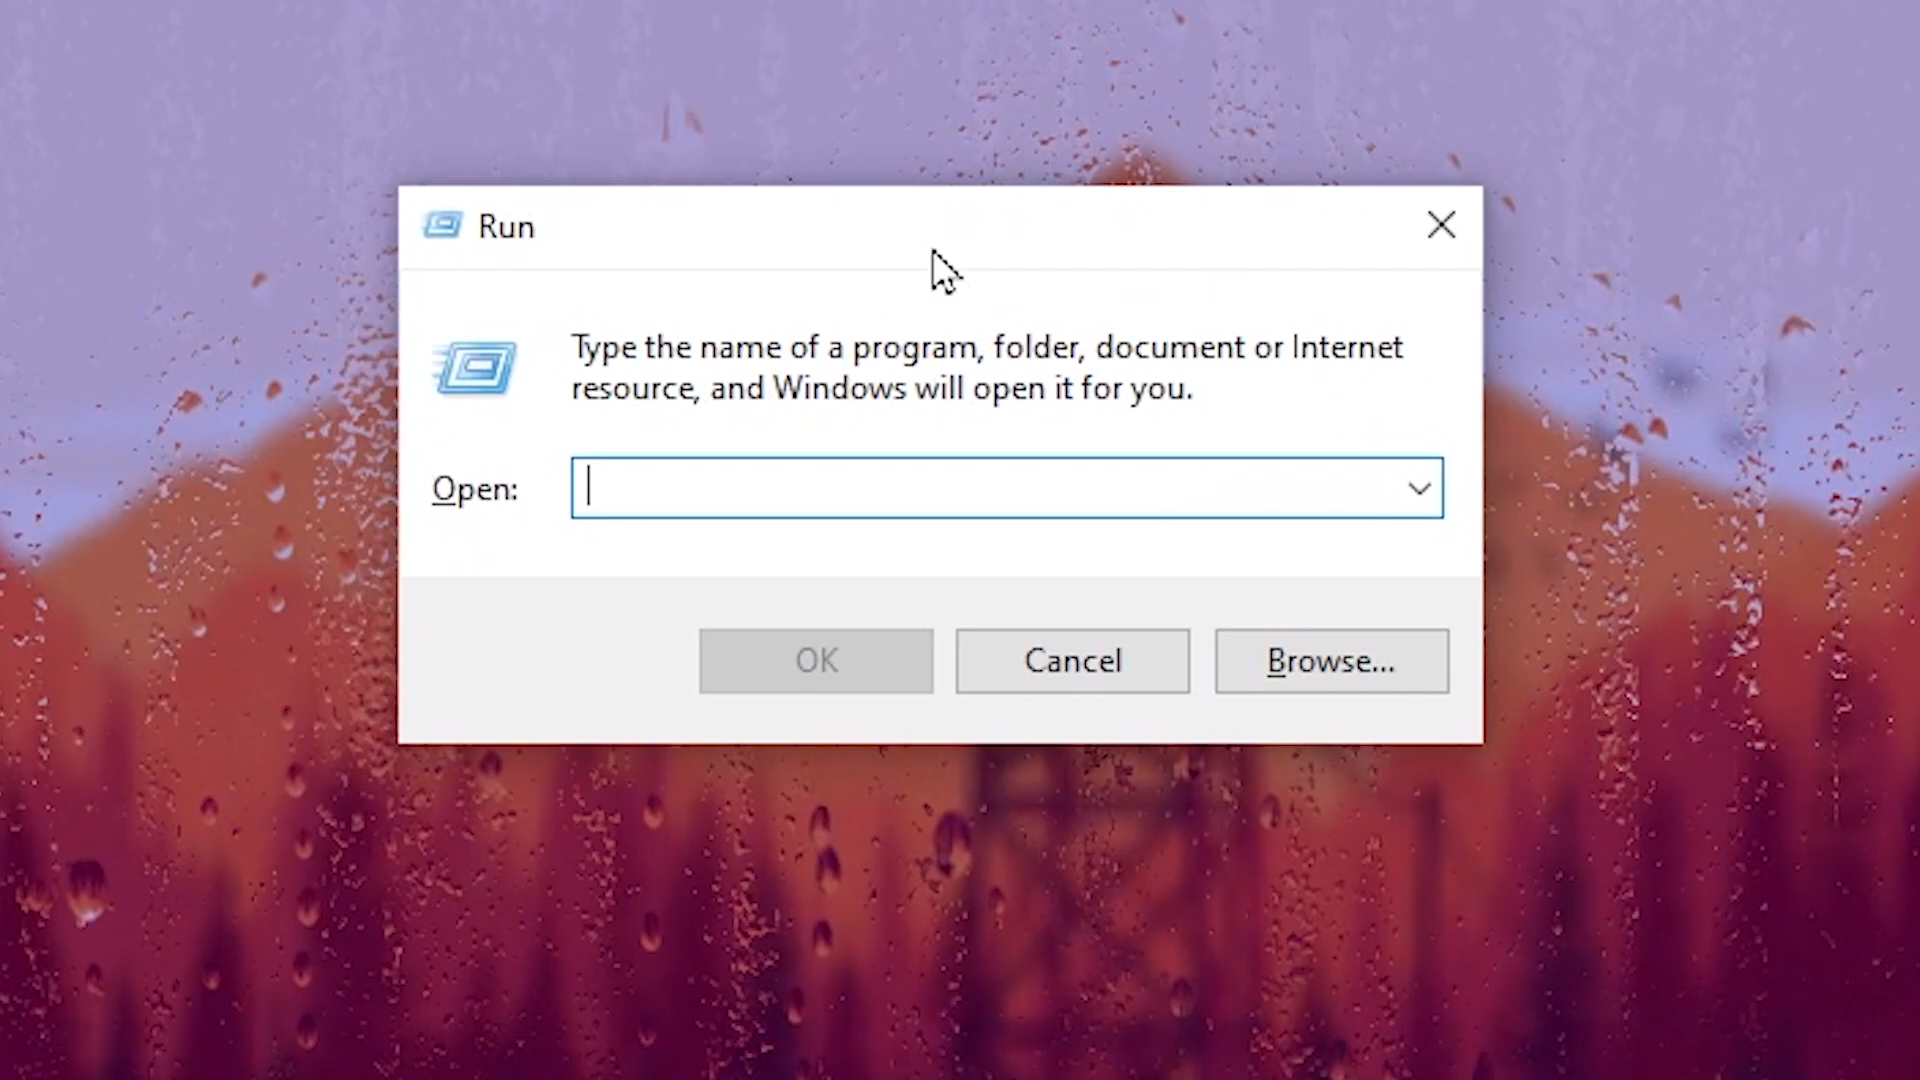 Run
Type the name of a program, folder, document or Internet
resource, and Windows will open it for you.
Open:
OK
Cancel
Browse...